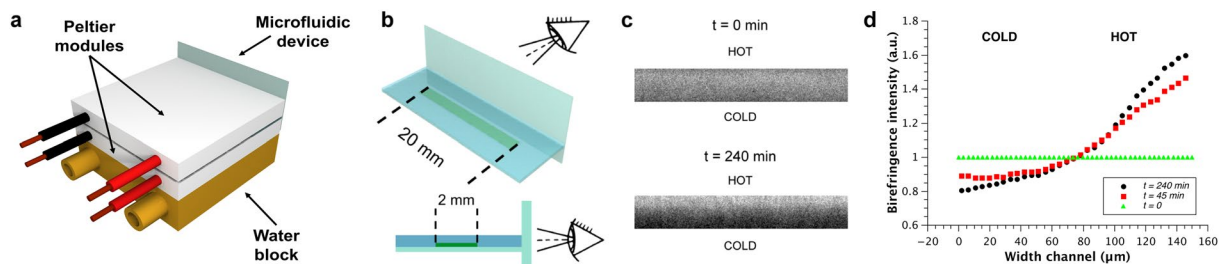 a
Peltier
modules
Microfluidic
device
Water
block
b
20 mm
2 mm
c
t = 0 min
HOT
COLD
t = 240 min
HOT
COLD
d
Birefringence intensity (a.u.)
1.8
1.6
1.4
1.2
1
0.8
0.6
COLD
HOT
t = 240 min
t = 45 min
t = 0
-20 0 20 40 60 80 100 120 140 160
Width channel (µm)